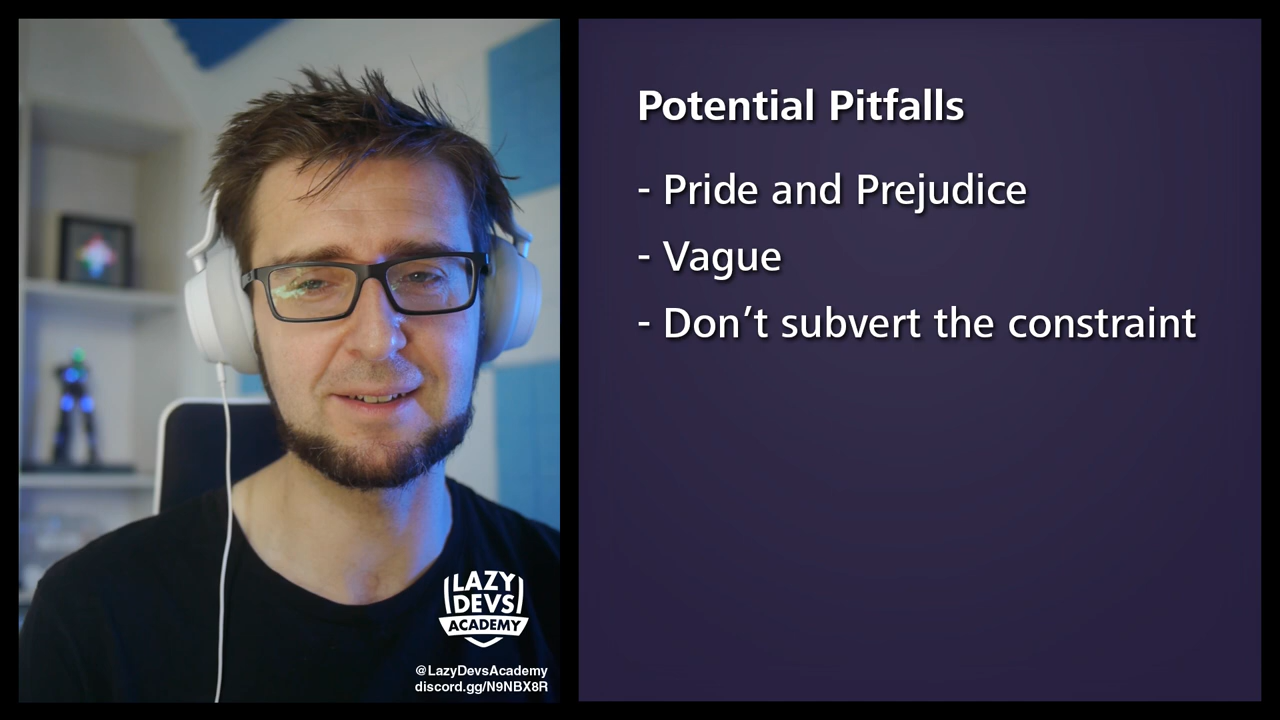 Potential Pitfalls
- Pride and Prejudice
- Vague
- Don’t subvert the constraint
LAZY
DEVS
ACADEMY
@LazyDevsAcademy
discord.gg/N9NBX8R